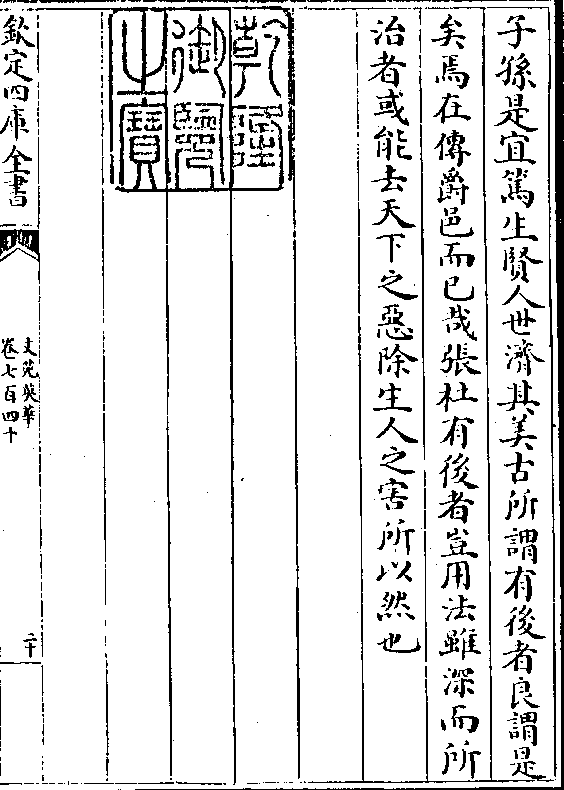 子孫是宜篤生賢人世濟其美古所謂有後者良謂是
矣焉在傳爵邑而已哉張杜有後者豈用法雖深而所
治者或能去天下之惡除生人之害所以然也
乾隆
御覽
之寶
欽定四庫全書
文苑英華
卷七百四十
二十